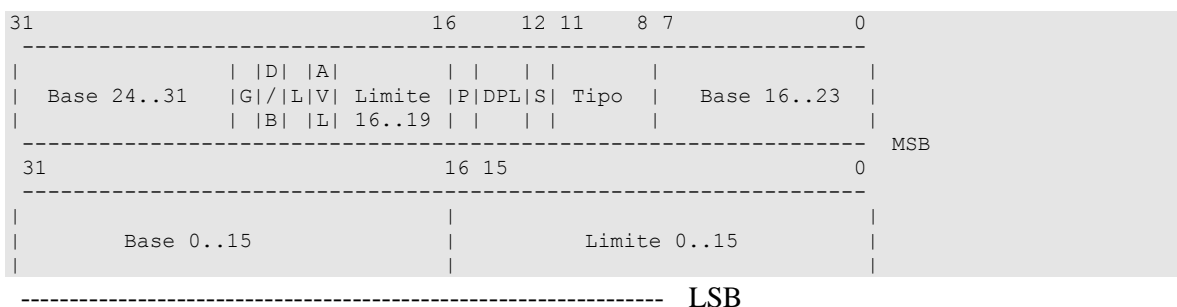 31                                16      12 11    8 7              0
 ------------------------------------------------------------------
|                | |D| |A|        | |   | |       |                |
|  Base 24..31   |G|/|L|V| Limite |P|DPL|S| Tipo  |   Base 16..23  |
|                | |B| |L| 16..19 | |   | |       |                |
 ------------------------------------------------------------------  MSB
 31                                16 15                            0
 ------------------------------------------------------------------
|                                 |                                |
|        Base 0..15               |          Limite 0..15          |
|                                 |                                |
 ------------------------------------------------------------------ LSB